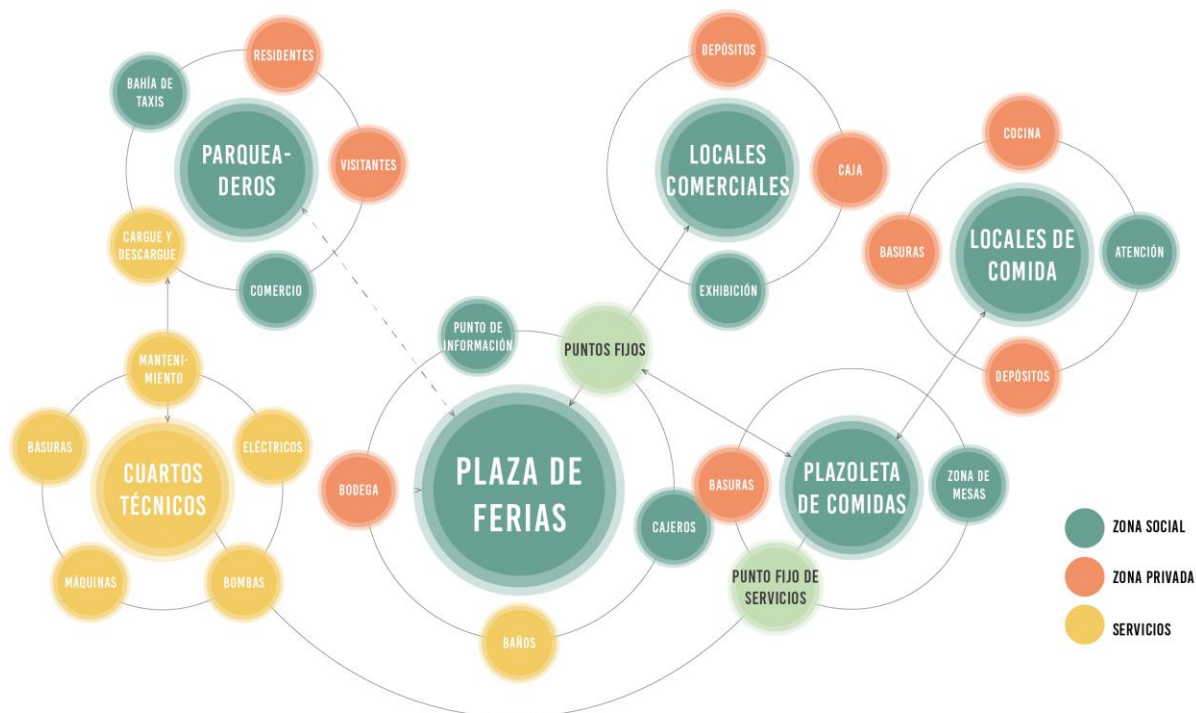 RESIDENTES
BAHÍA DE
TAXIS
PARQUEA-
DEROS
VISITANTES
CARGUE Y
DESCARGUE
COMERCIO
DEPÓSITOS
LOCALES
COMERCIALES
CAJA
EXHIBICIÓN
COCINA
BASURAS
LOCALES DE
COMIDA
ATENCIÓN
DEPÓSITOS
MANTENI-
MIENTO
BASURAS
ELÉCTRICOS
CUARTOS
TÉCNICOS
MÁQUINAS
BOMBAS
PUNTO DE
INFORMACIÓN
PUNTOS FIJOS
BODEGA
PLAZA DE
FERIAS
CAJEROS
BAÑOS
BASURAS
PLAZOLETA
DE COMIDAS
ZONA DE
MESAS
PUNTO FIJO DE
SERVICIOS
ZONA SOCIAL
ZONA PRIVADA
SERVICIOS